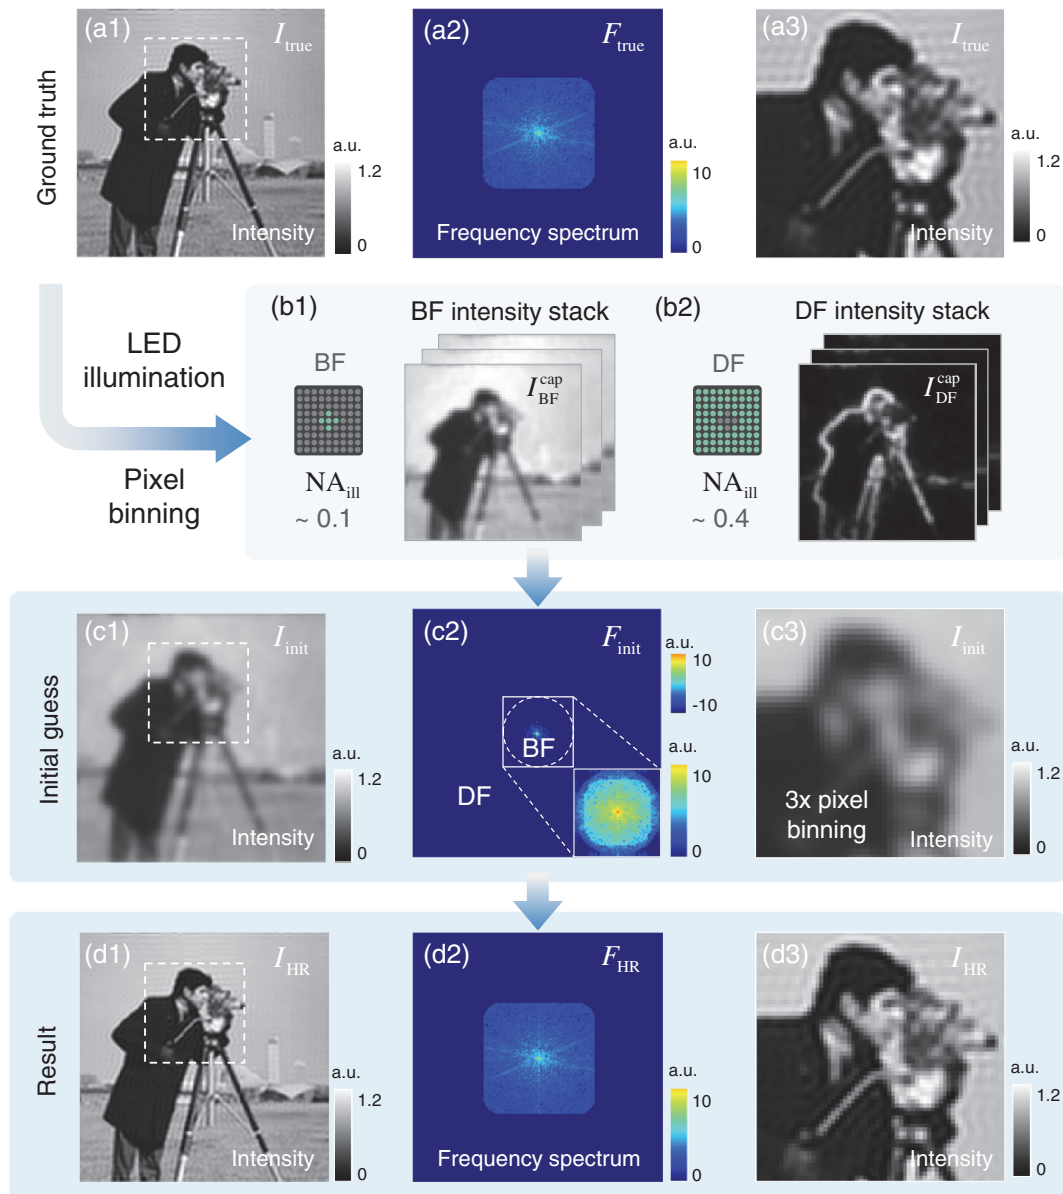 (a1)
I_true
Intensity
a.u.
1.2
0
(a2)
F_true
Frequency spectrum
a.u.
10
0
(a3)
I_true
Intensity
a.u.
1.2
0
Ground truth
LED
illumination
Pixel
binning
(b1)
BF
NA_ill
~ 0.1
BF intensity stack
I_BF^cap
(b2)
DF
NA_ill
~ 0.4
DF intensity stack
I_DF^cap
Initial guess
(c1)
I_init
Intensity
a.u.
1.2
0
(c2)
F_init
BF
DF
a.u.
10
-10
a.u.
10
0
(c3)
I_init
3x pixel
binning
Intensity
a.u.
1.2
0
Result
(d1)
I_HR
Intensity
a.u.
1.2
0
(d2)
F_HR
Frequency spectrum
a.u.
10
0
(d3)
I_HR
Intensity
a.u.
1.2
0